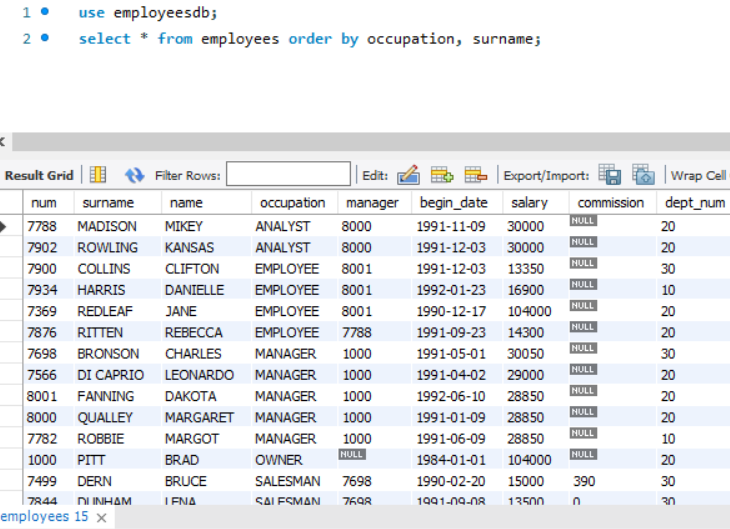 1 use employeesdb;
2 select * from employees order by occupation, surname;
Result Grid Filter Rows: Edit: Export/Import: Wrap Cell
num surname name occupation manager begin_date salary commission dept_num
7788 MADISON MIKEY ANALYST 8000 1991-11-09 30000 NULL 20
7902 ROWLING KANSAS ANALYST 8000 1991-12-03 30000 NULL 20
7900 COLLINS CLIFTON EMPLOYEE 8001 1991-12-03 13350 NULL 30
7934 HARRIS DANIELLE EMPLOYEE 8001 1992-01-23 16900 NULL 10
7369 REDLEAF JANE EMPLOYEE 8001 1990-12-17 104000 NULL 20
7876 RITTEN REBECCA EMPLOYEE 7788 1991-09-23 14300 NULL 20
7698 BRONSON CHARLES MANAGER 1000 1991-05-01 30050 NULL 30
7566 DI CAPRIO LEONARDO MANAGER 1000 1991-04-02 29000 NULL 20
8001 FANNING DAKOTA MANAGER 1000 1992-06-10 28850 NULL 20
8000 QUALLEY MARGARET MANAGER 1000 1991-01-09 28850 NULL 20
7782 ROBBIE MARGOT MANAGER 1000 1991-06-09 28850 NULL 10
1000 PITT BRAD OWNER NULL 1984-01-01 104000 NULL 20
7499 DERN BRUCE SALESMAN 7698 1990-02-20 15000 390 30
7844 DUNHAM LENA SALESMAN 7698 1991-09-08 13500 0 30
employees 15